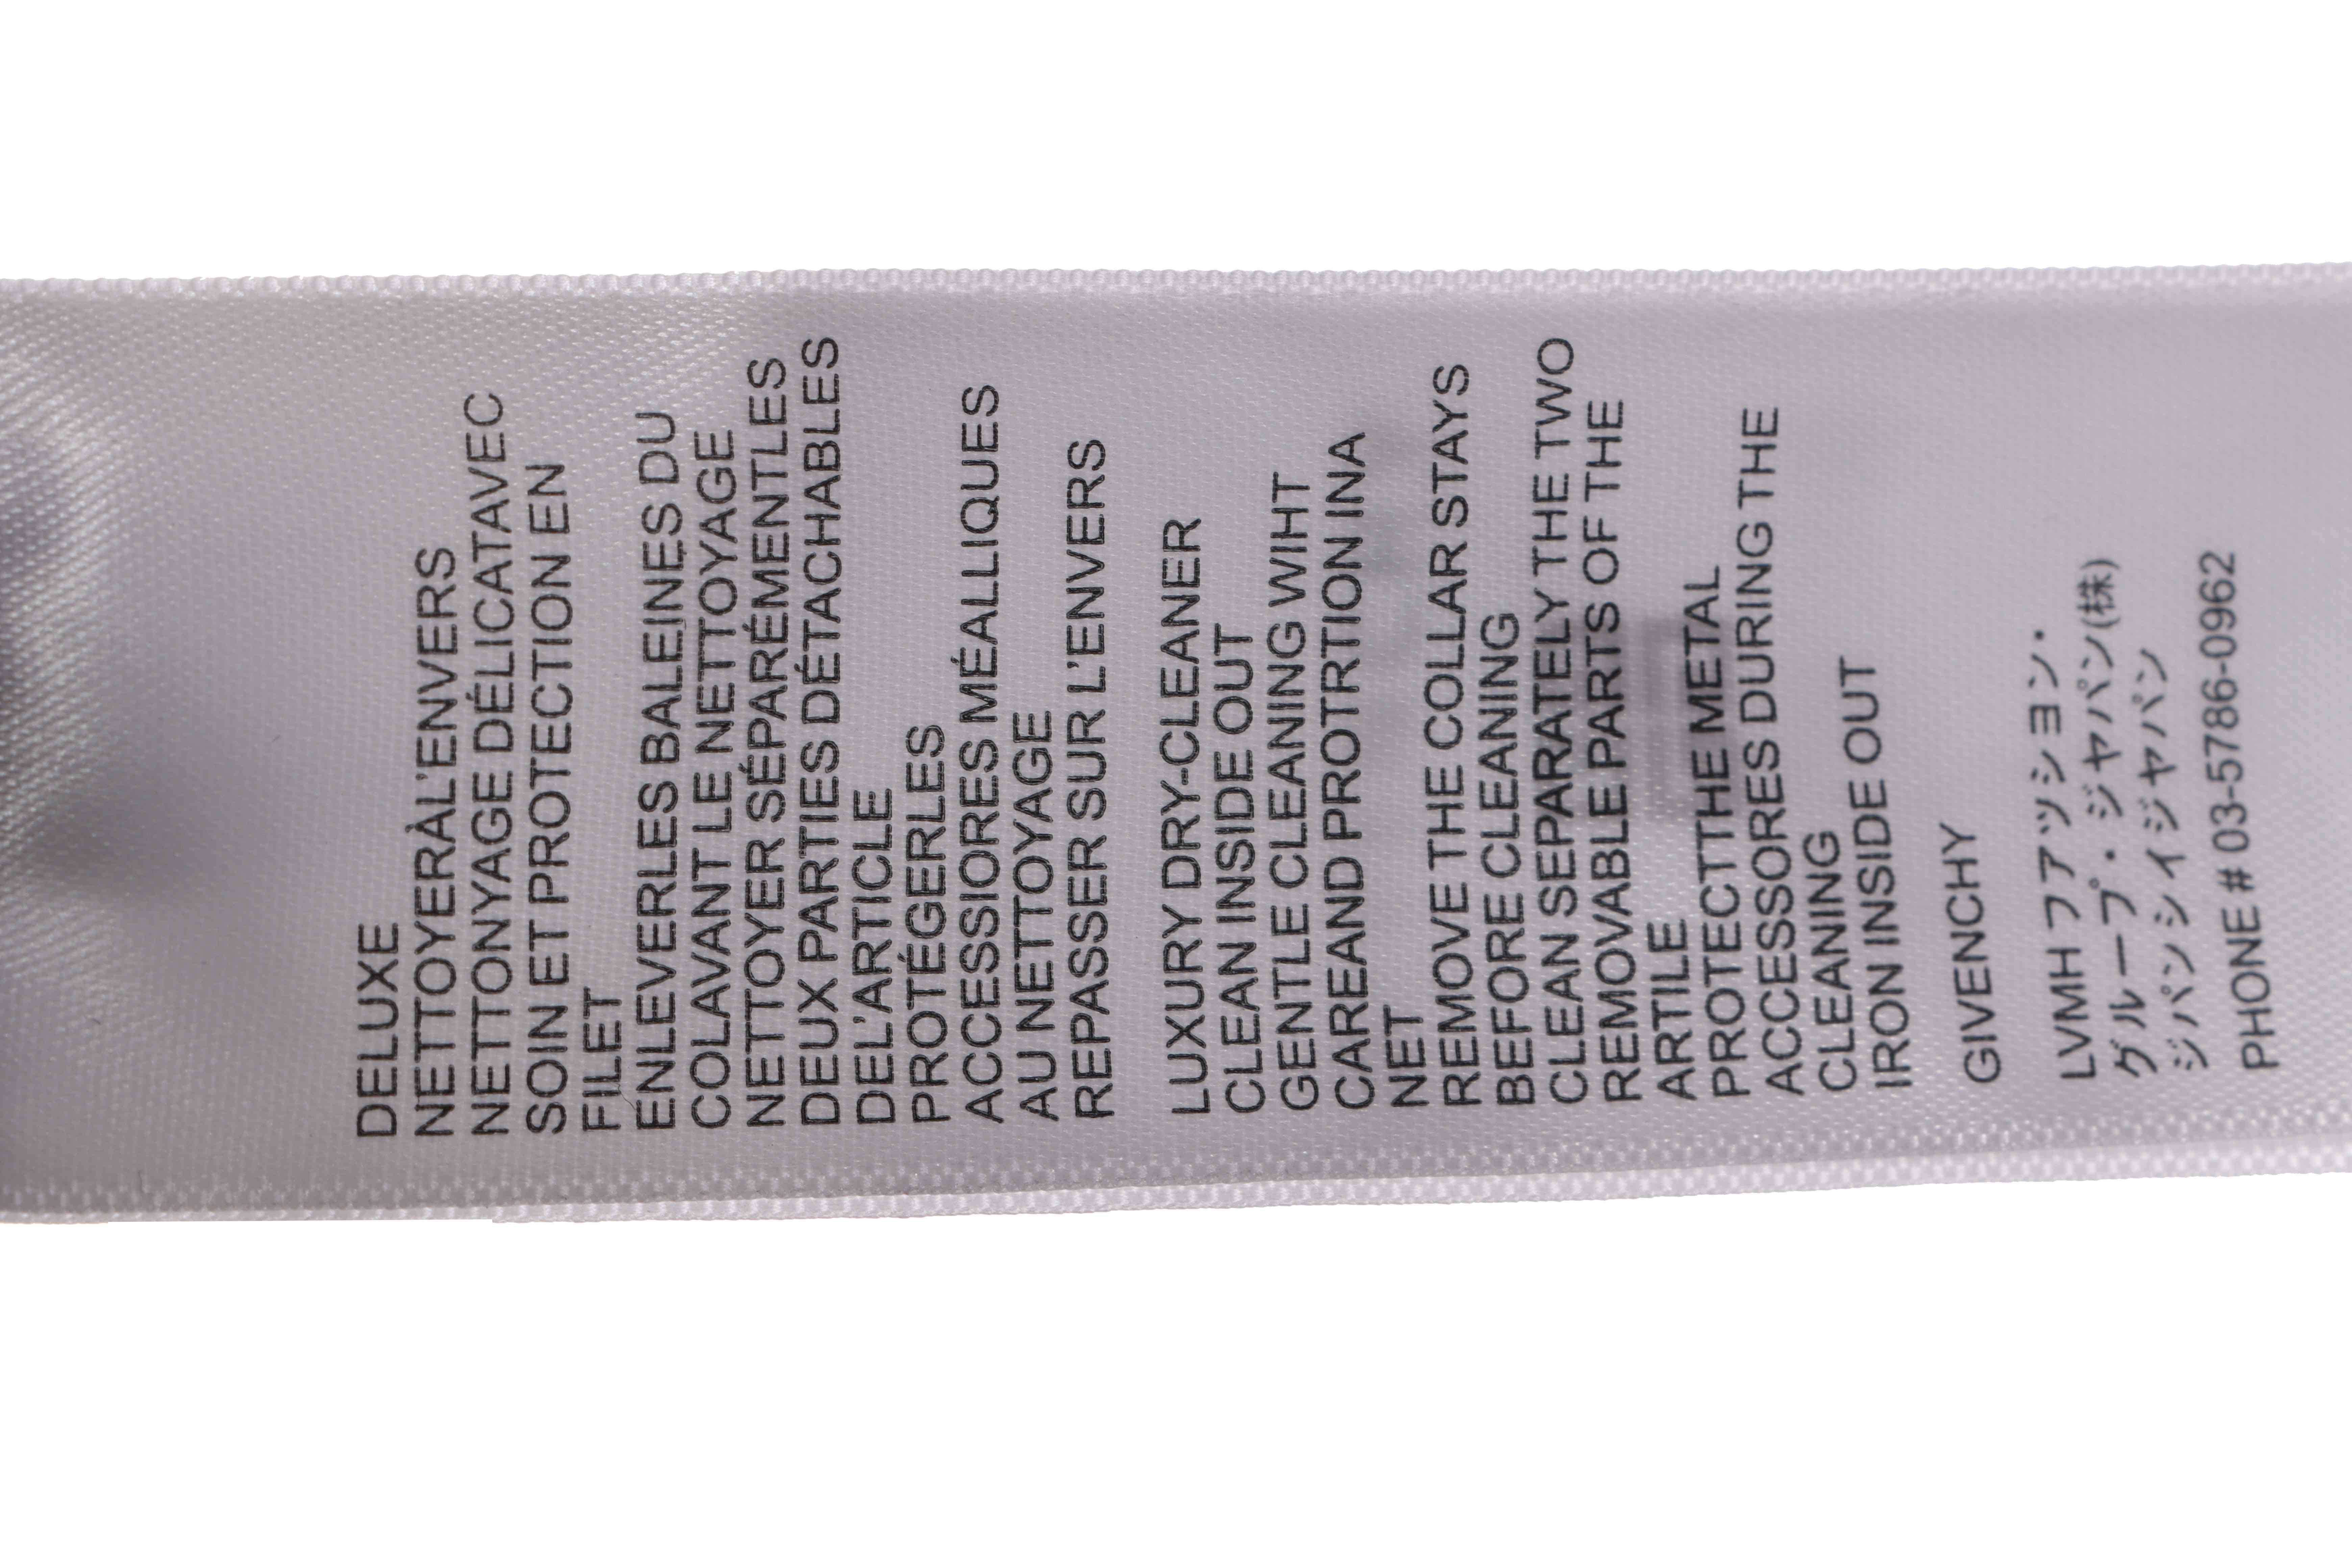 DELUXE
NETTOYERÀL'ENVERS
NETTONYAGE DÉLICATAVEC
SOIN ET PROTECTION EN
FILET
ENLEVERLES BALEINES DU
COLAVANT LE NETTOYAGE
NETTOYER SÉPARÉMENTLES
DEUX PARTIES DÉTACHABLES
DEL'ARTICLE
PROTÉGERLES
ACCESSIORES MÉALLIQUES
AU NETTOYAGE
REPASSER SUR L'ENVERS
LUXURY DRY-CLEANER
CLEAN INSIDE OUT
GENTLE CLEANING WIHT
CAREAND PROTRTION INA
NET
REMOVE THE COLLAR STAYS
BEFORE CLEANING
CLEAN SEPARATELY THE TWO
REMOVABLE PARTS OF THE
ARTILE
PROTECTTHE METAL
ACCESSORES DURING THE
CLEANING
IRON INSIDE OUT
GIVENCHY
LVMH フアツシヨン・
グループ・ジヤパン(株)
ジパンシイジヤパン
PHONE # 03-5786-0962